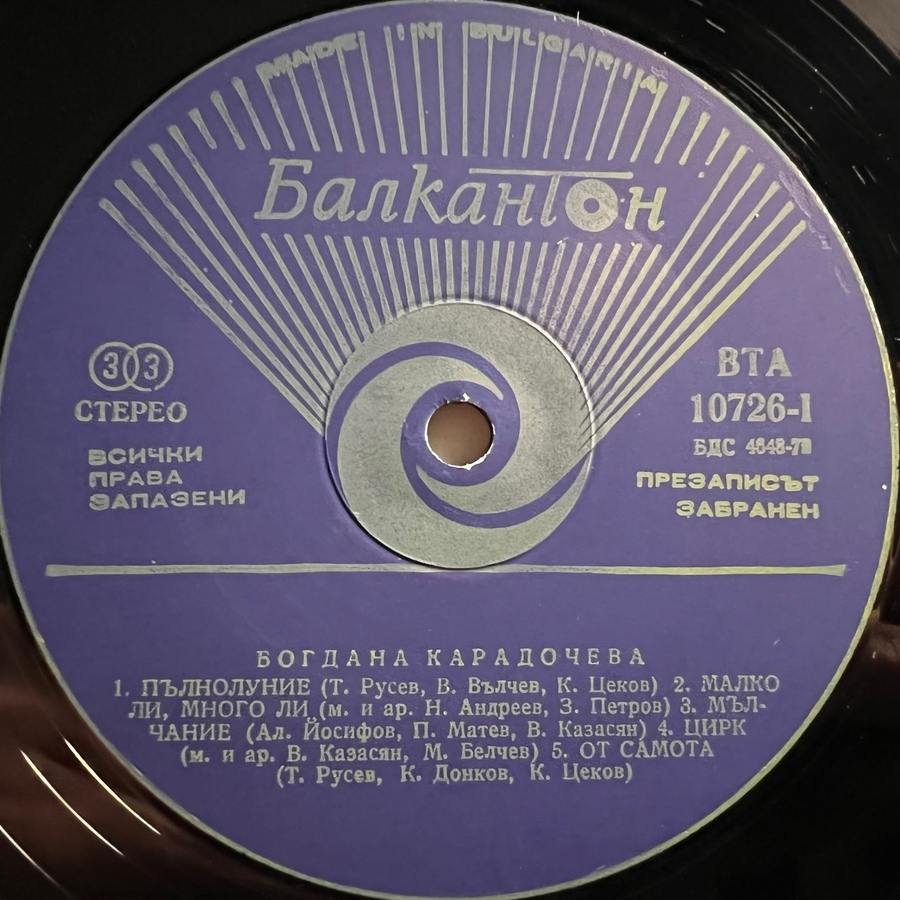 MADE IN BULGARIA
Балкантон
33
СТЕРЕО
ВСИЧКИ
ПРАВА
ЗАПАЗЕНИ
ВТА
10726-I
БДС
ПРЕЗАПИСЪТ
ЗАБРАНЕН
БОГДАНА КАРАДОЧЕВА
1. ПЪЛНОЛУНИЕ (Т. Русев, В. Вълчев, К. Цеков) 2. МАЛКО
ЛИ, МНОГО ЛИ (м. и ар. Н. Андреев, З. Петров) 3. МЪЛ-
ЧАНИЕ (Ал. Йосифов, П. Матев, В. Казасян) 4. ЦИРК
(м. и ар. В. Казасян, М. Белчев) 5. ОТ САМОТА
(Т. Русев, К. Донков, К. Цеков)